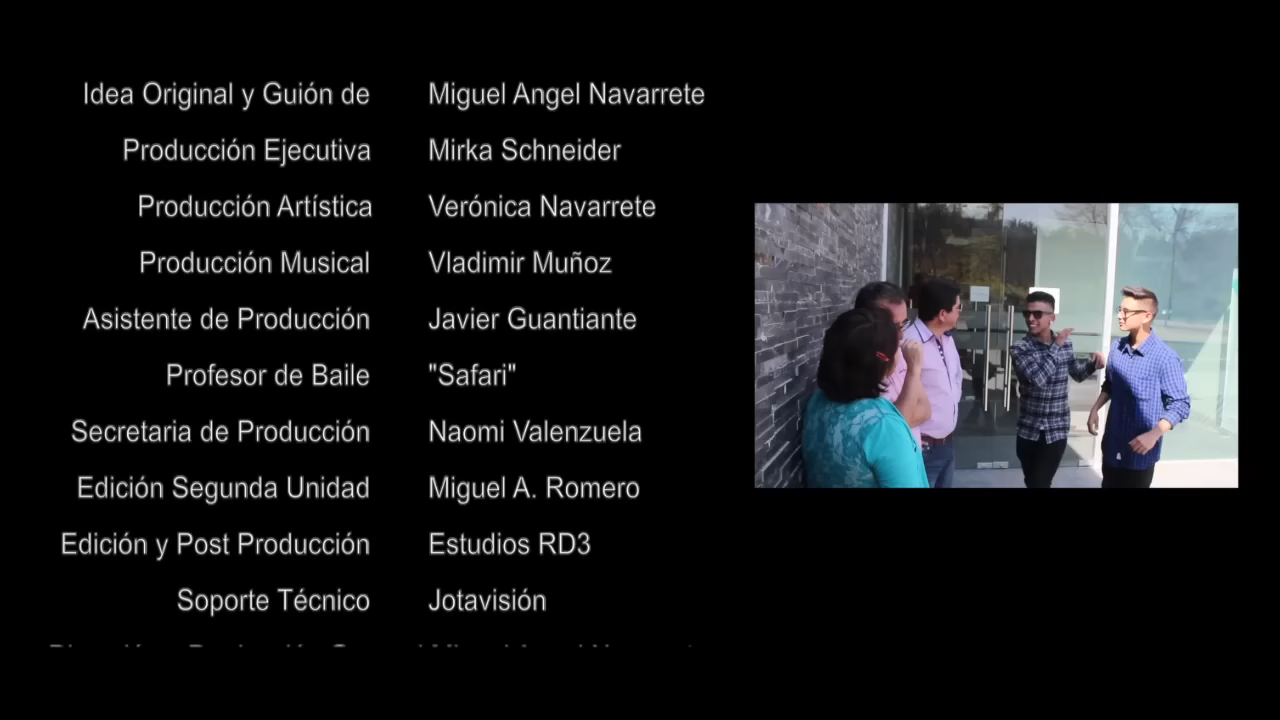 Idea Original y Guión de Miguel Angel Navarrete
Producción Ejecutiva Mirka Schneider
Producción Artística Verónica Navarrete
Producción Musical Vladimir Muñoz
Asistente de Producción Javier Guantiante
Profesor de Baile "Safari"
Secretaria de Producción Naomi Valenzuela
Edición Segunda Unidad Miguel A. Romero
Edición y Post Producción Estudios RD3
Soporte Técnico Jotavisión